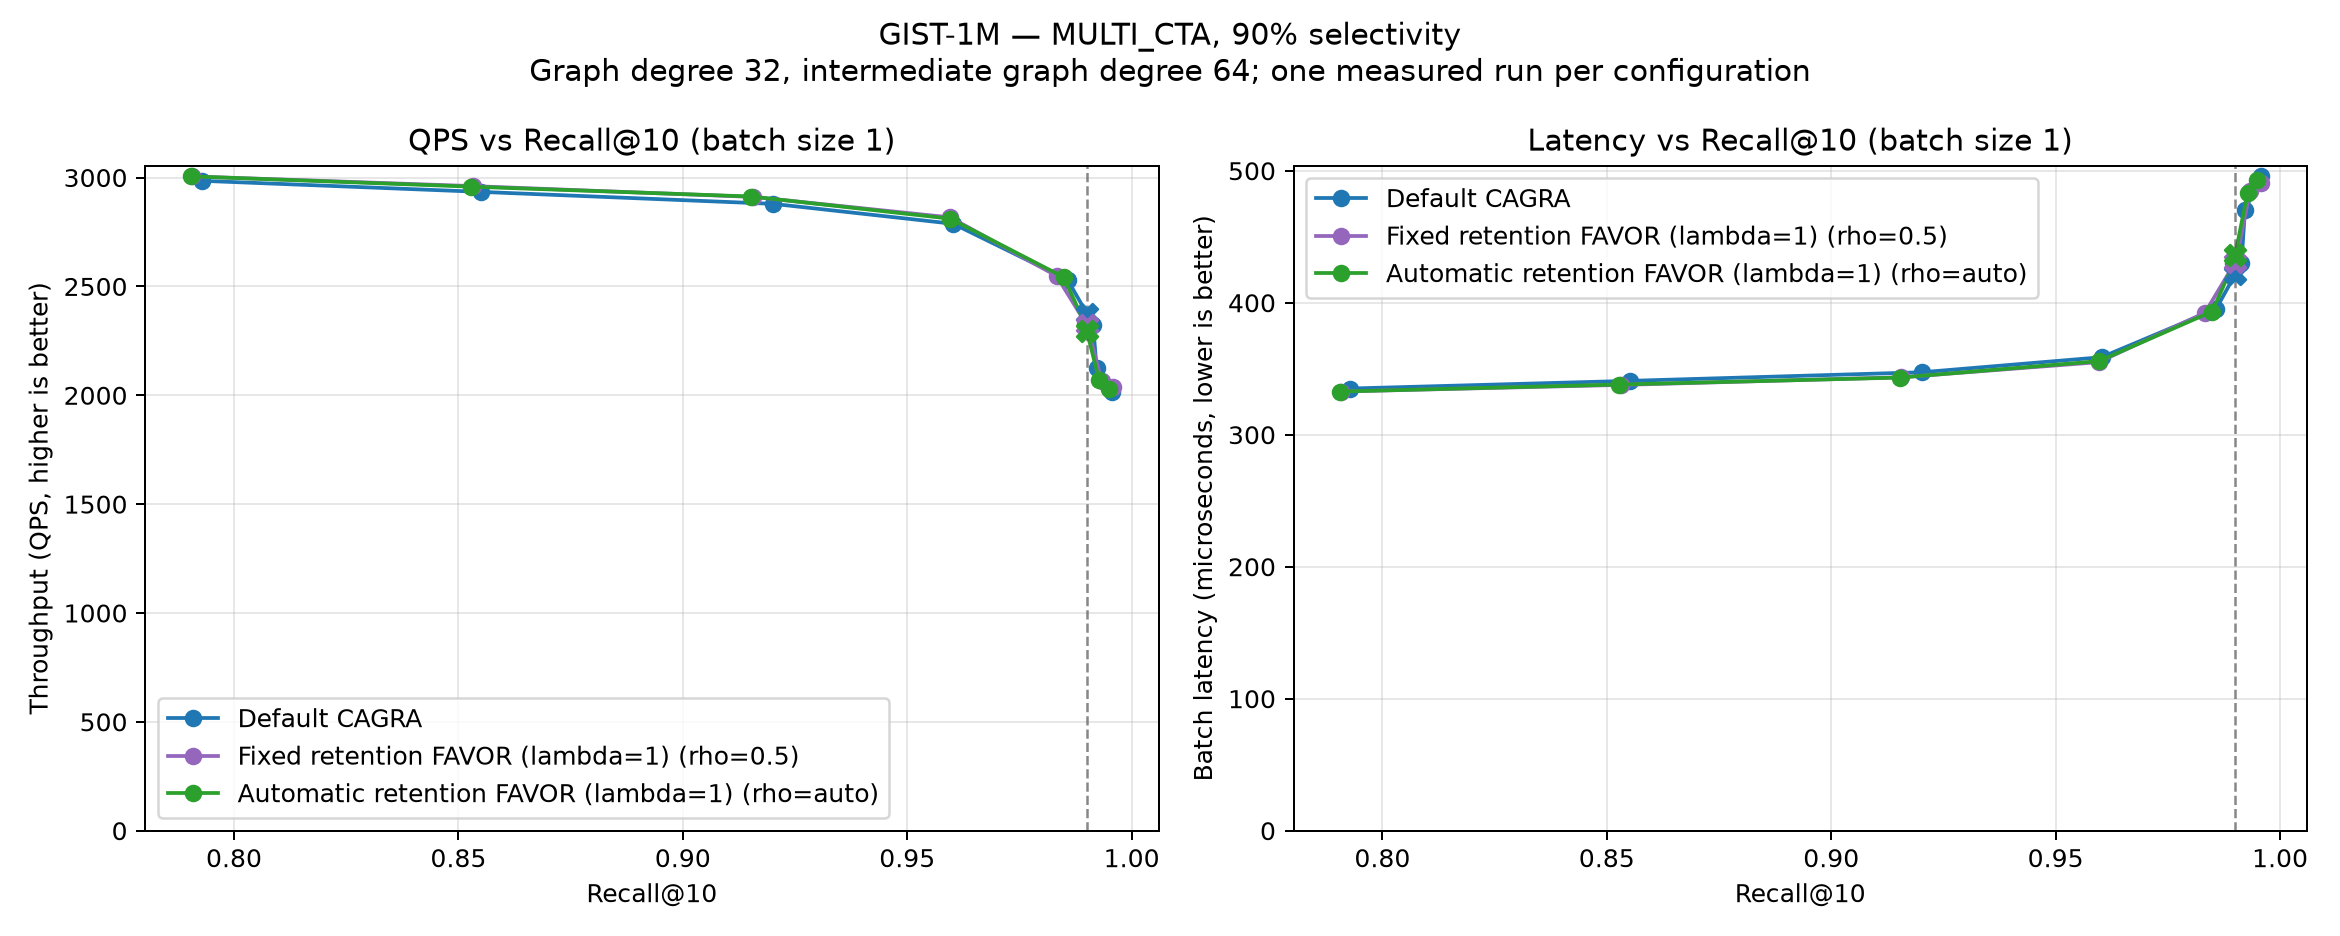 GIST-1M — MULTI_CTA, 90% selectivity
Graph degree 32, intermediate graph degree 64; one measured run per configuration
QPS vs Recall@10 (batch size 1)
Throughput (QPS, higher is better)
3000
2500
2000
1500
1000
500
0
Default CAGRA
Fixed retention FAVOR (lambda=1) (rho=0.5)
Automatic retention FAVOR (lambda=1) (rho=auto)
0.80 0.85 0.90 0.95 1.00
Recall@10
Latency vs Recall@10 (batch size 1)
Batch latency (microseconds, lower is better)
500
400
300
200
100
0
Default CAGRA
Fixed retention FAVOR (lambda=1) (rho=0.5)
Automatic retention FAVOR (lambda=1) (rho=auto)
0.80 0.85 0.90 0.95 1.00
Recall@10